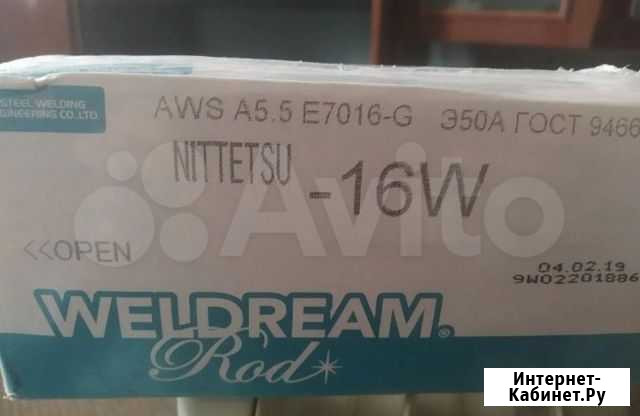 STEEL WELDING
ENGINEERING CO.LTD.
AWS A5.5 E7016-G Э50А ГОСТ 9466
NITTETSU -16W
Avito
<<OPEN
04.02.19
9W02201886
WELDREAM®
Rod
Интернет-
Кабинет.Ру